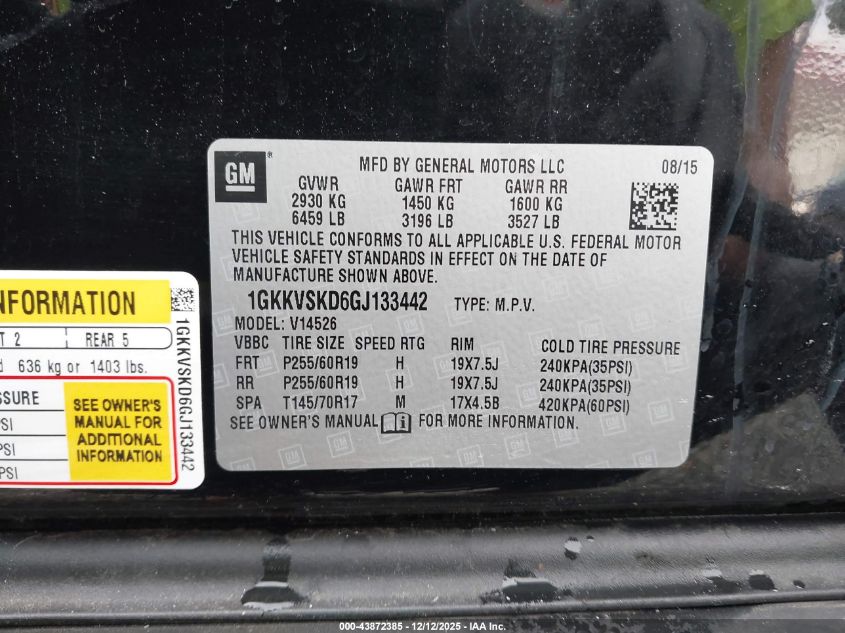 GM
MFD BY GENERAL MOTORS LLC 08/15
GVWR GAWR FRT GAWR RR
2930 KG 1450 KG 1600 KG
6459 LB 3196 LB 3527 LB
THIS VEHICLE CONFORMS TO ALL APPLICABLE U.S. FEDERAL MOTOR
VEHICLE SAFETY STANDARDS IN EFFECT ON THE DATE OF
MANUFACTURE SHOWN ABOVE.
1GKKVSKD6GJ133442 TYPE: M.P.V.
MODEL: V14526
VBBC TIRE SIZE SPEED RTG RIM COLD TIRE PRESSURE
FRT P255/60R19 H 19X7.5J 240KPA(35PSI)
RR P255/60R19 H 19X7.5J 240KPA(35PSI)
SPA T145/70R17 M 17X4.5B 420KPA(60PSI)
SEE OWNER'S MANUAL i FOR MORE INFORMATION.
NFORMATION
T 2 REAR 5
d 636 kg or 1403 lbs.
ESSURE
PSI
PSI
PSI
SEE OWNER'S
MANUAL FOR
ADDITIONAL
INFORMATION
1GKKVSKD6GJ133442
000-43872385 - 12/12/2025 - IAA Inc.